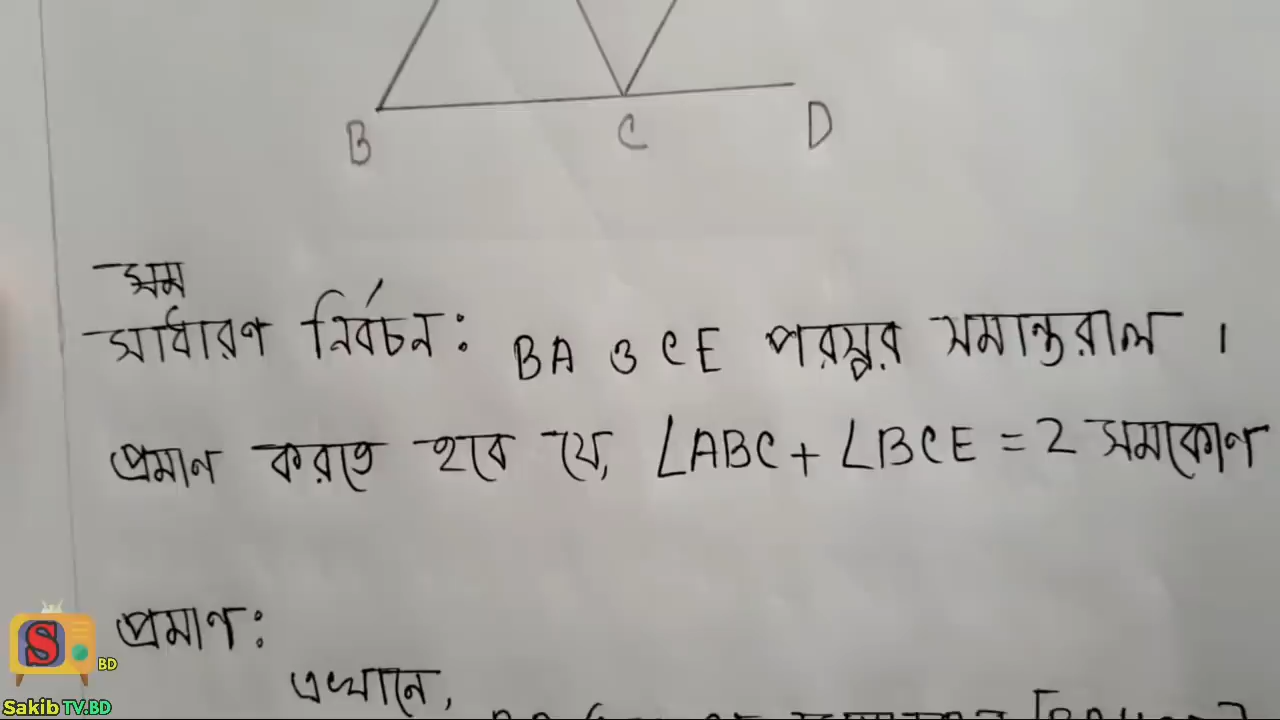 B C D
সম
সাধারণ নির্বচন: BA ও CE পরস্পর সমান্তরাল ।
প্রমান করতে হবে যে, ∠ABC + ∠BCE = 2 সমকোণ
প্রমাণ:
এখানে,
S BD
Sakib TV.BD